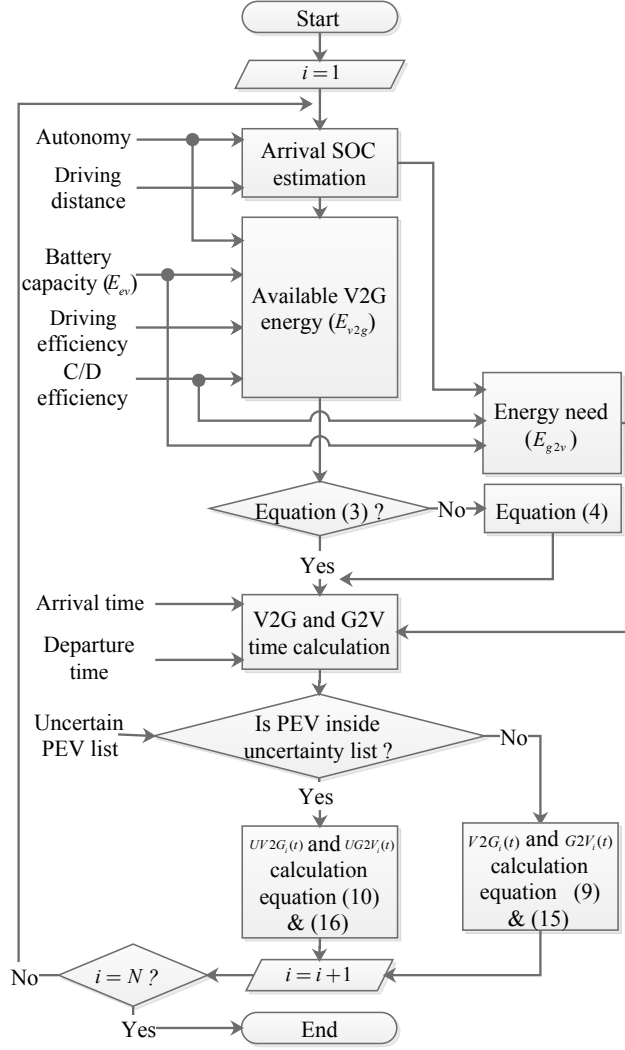 Start
i = 1
Autonomy
Driving
distance
Arrival SOC
estimation
Battery
capacity (E_ev)
Driving
efficiency
C/D
efficiency
Available V2G
energy (E_v2g)
Energy need
(E_g2v)
Equation (3) ?
No
Equation (4)
Yes
Arrival time
Departure
time
V2G and G2V
time calculation
Uncertain
PEV list
Is PEV inside
uncertainty list ?
No
Yes
UV2G_i(t) and UG2V_i(t)
calculation
equation (10)
& (16)
V2G_i(t) and G2V_i(t)
calculation
equation (9)
& (15)
No
i = N ?
i = i+1
Yes
End